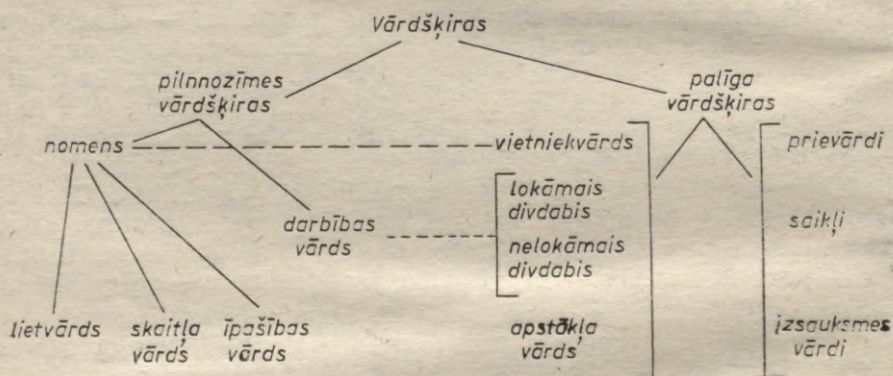 Vārdšķiras
pilnnozīmes
vārdšķiras
palīga
vārdšķiras
nomens
vietniekvārds
prievārdi
darbības
vārds
lokāmais
divdabis
nelokāmais
divdabis
saikļi
lietvārds
skaitļa
vārds
īpašības
vārds
apstākļa
vārds
izsauksmes
vārdi